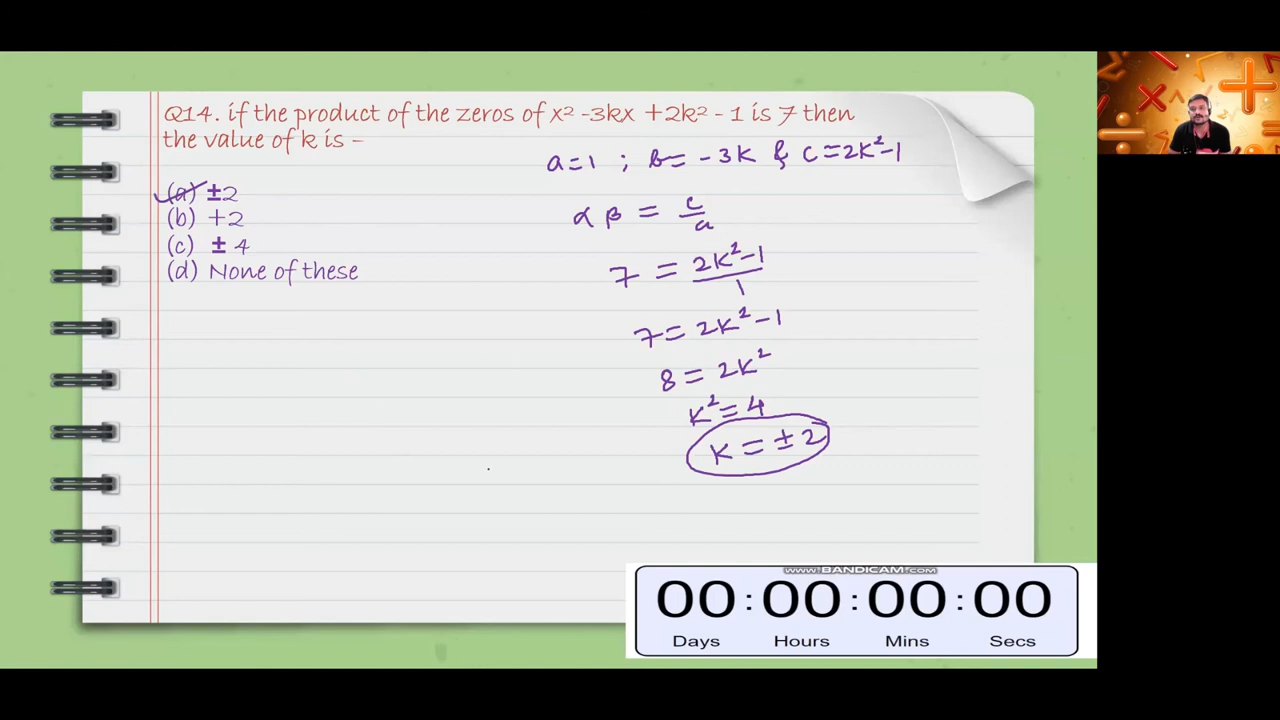 Q14. if the product of the zeros of x² -3kx +2k² - 1 is 7 then
the value of k is –
a=1 ; b= -3K & C=2K²-1
(a) ±2
(b) +2
(c) ± 4
(d) None of these
αβ = c/a
7 = 2K²-1/1
7 = 2K²-1
8 = 2K²
K² = 4
K = ±2
www.BANDICAM.com
00:00:00:00
Days Hours Mins Secs